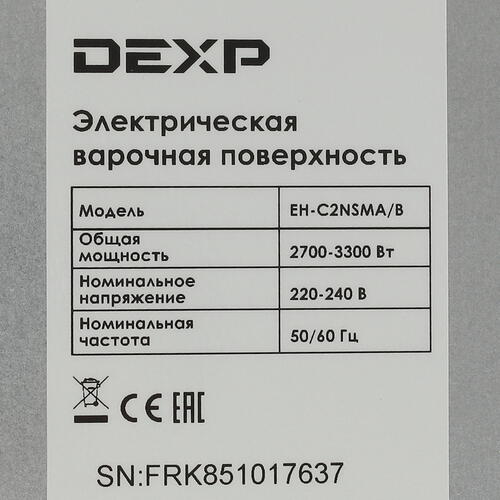 DEXP
Электрическая
варочная поверхность
Модель EH-C2NSMA/B
Общая
мощность 2700-3300 Вт
Номинальное
напряжение 220-240 В
Номинальная
частота 50/60 Гц
CE EAC
SN:FRK851017637